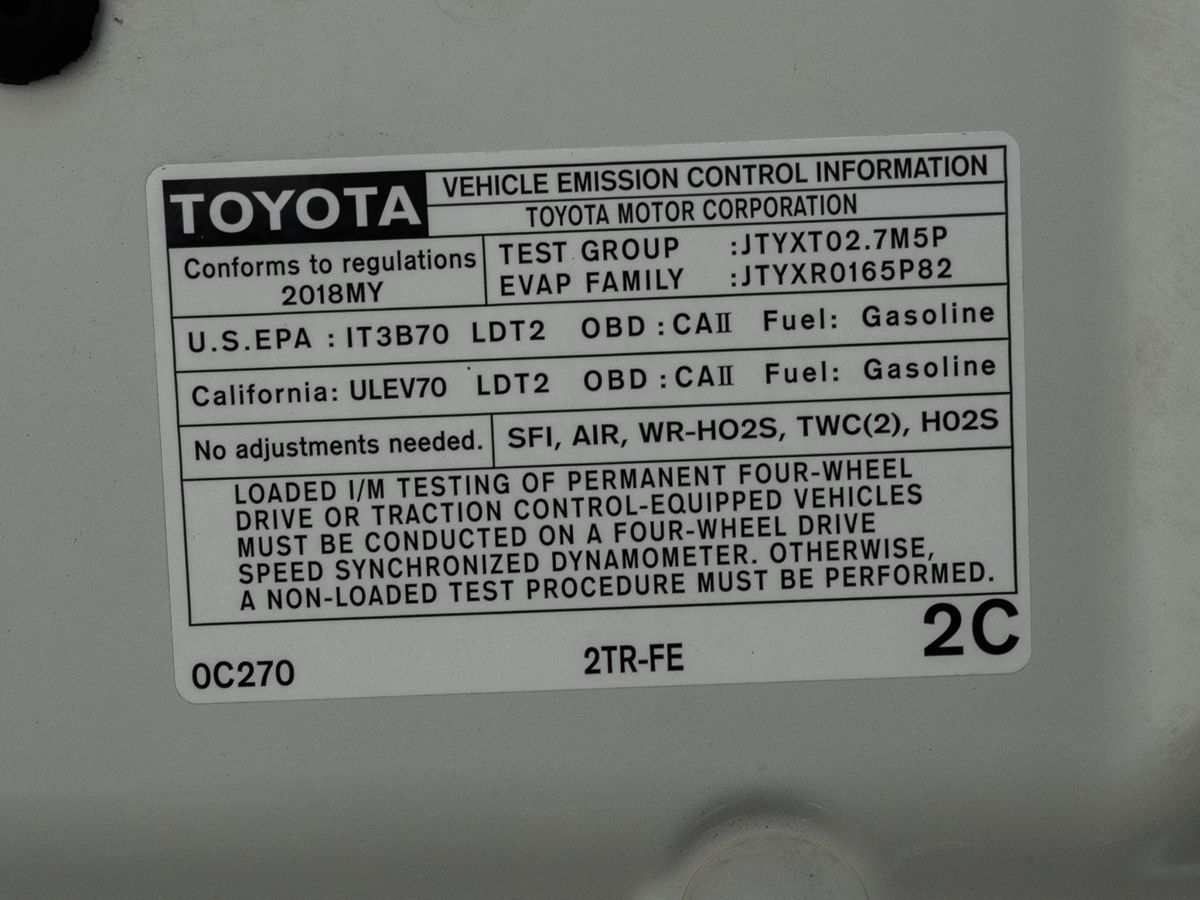 TOYOTA
VEHICLE EMISSION CONTROL INFORMATION
TOYOTA MOTOR CORPORATION
Conforms to regulations
2018MY
TEST GROUP :JTYXT02.7M5P
EVAP FAMILY :JTYXR0165P82
U.S.EPA : IT3B70 LDT2 OBD : CAⅡ Fuel: Gasoline
California: ULEV70 LDT2 OBD : CAⅡ Fuel: Gasoline
No adjustments needed.
SFI, AIR, WR-HO2S, TWC(2), HO2S
LOADED I/M TESTING OF PERMANENT FOUR-WHEEL
DRIVE OR TRACTION CONTROL-EQUIPPED VEHICLES
MUST BE CONDUCTED ON A FOUR-WHEEL DRIVE
SPEED SYNCHRONIZED DYNAMOMETER. OTHERWISE,
A NON-LOADED TEST PROCEDURE MUST BE PERFORMED.
0C270
2TR-FE
2C